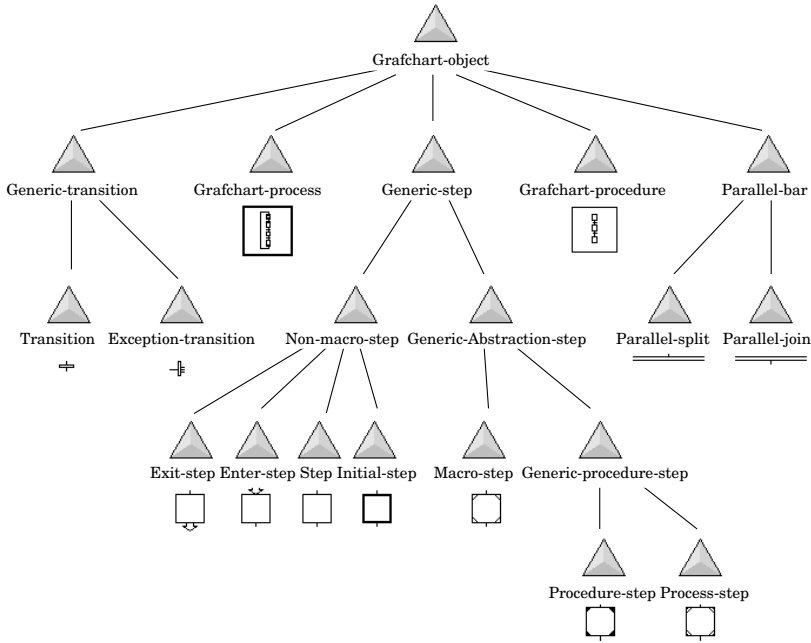 Grafchart-object
Generic-transition Grafchart-process Generic-step Grafchart-procedure Parallel-bar
Transition Exception-transition Non-macro-step Generic-Abstraction-step Parallel-split Parallel-join
Exit-step Enter-step Step Initial-step Macro-step Generic-procedure-step
Procedure-step Process-step